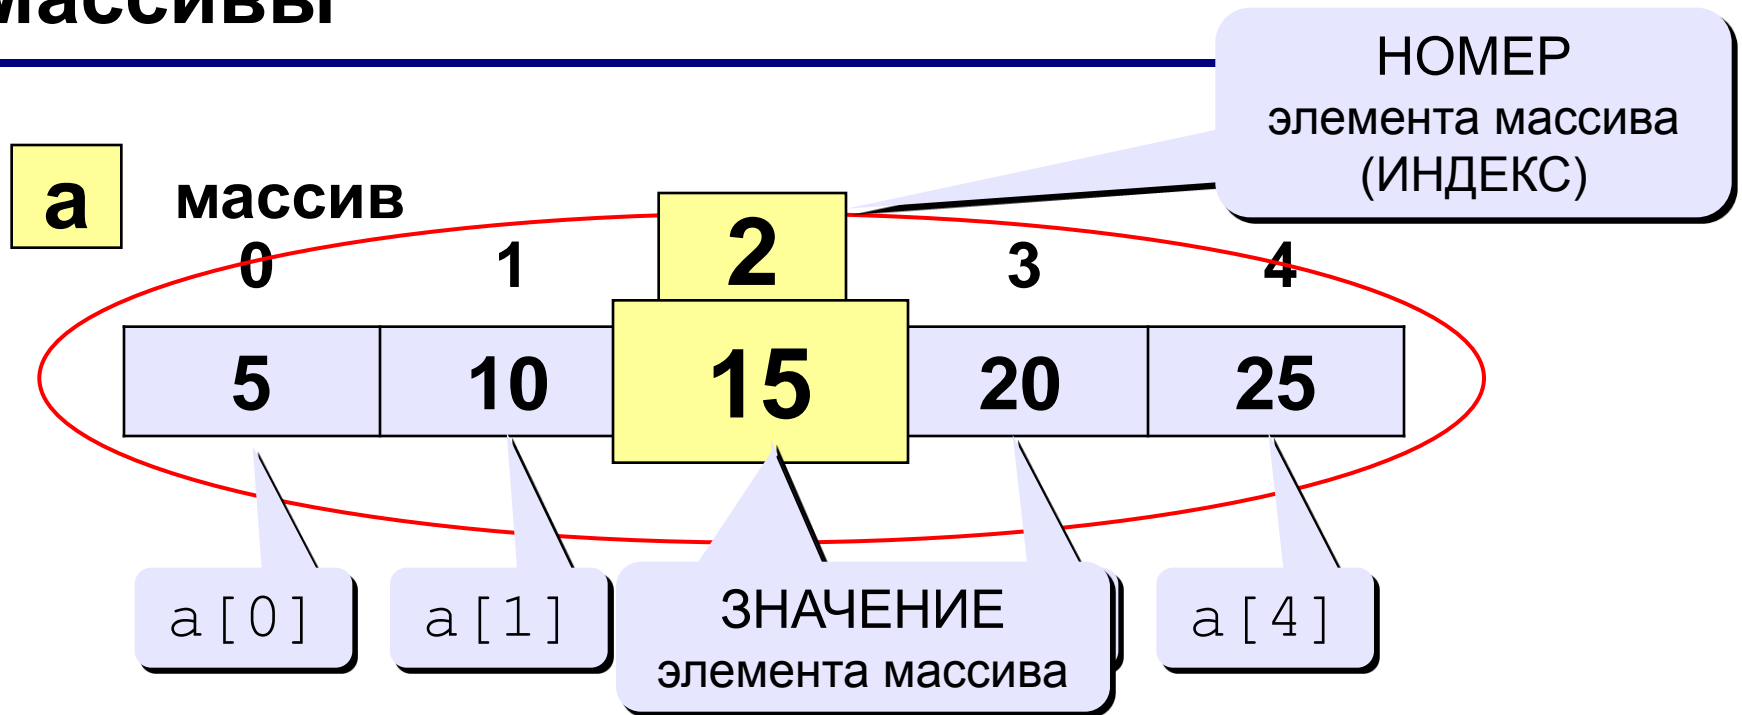 массивы
НОМЕР
элемента массива
(ИНДЕКС)
a массив
0 1 2 3 4
5 10 15 20 25
a[0] a[1] a[4]
ЗНАЧЕНИЕ
элемента массива